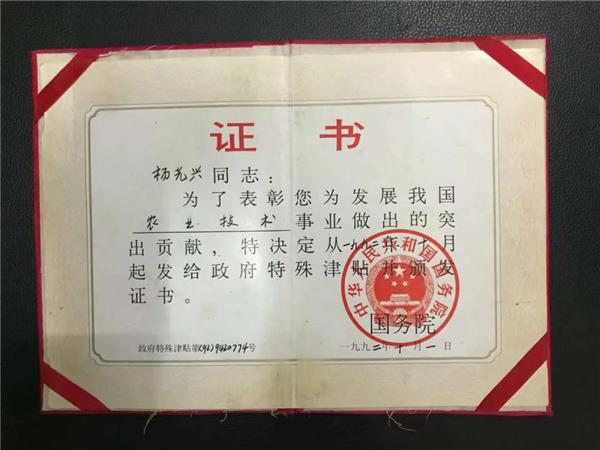 证书
杨光兴同志：
为了表彰您为发展我国
农业技术事业做出的突
出贡献，特决定从一九九二年十月
起发给政府特殊津贴并颁发
证书。
中华人民共和国国务院
国务院
政府特殊津贴第(92)9420774号
一九九二年十月一日